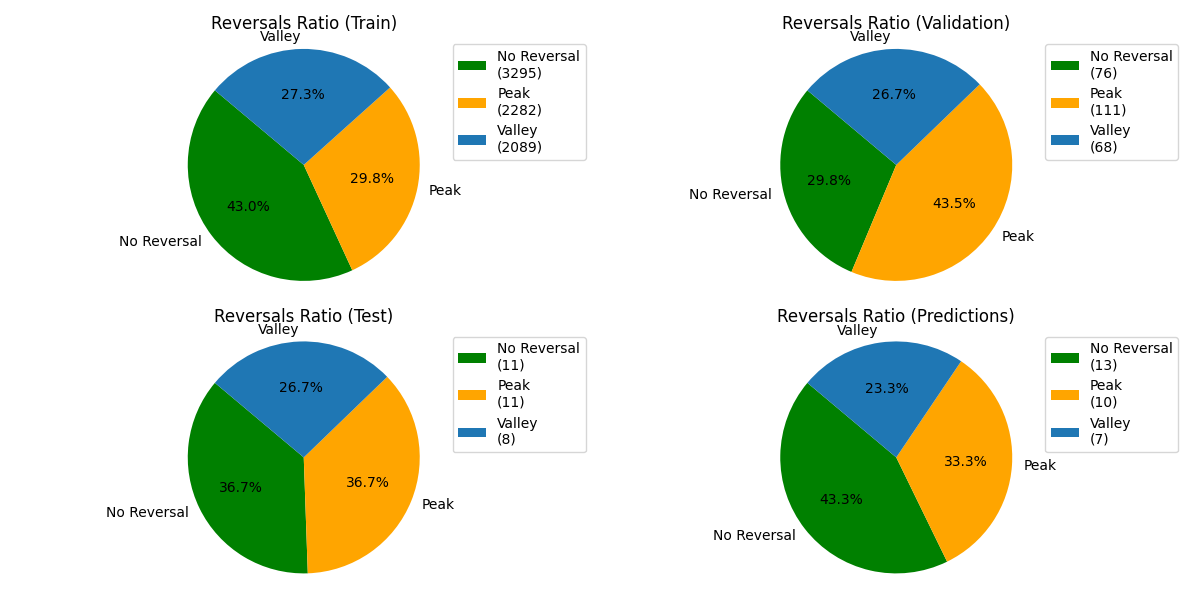 Reversals Ratio (Train)
Valley
27.3%
29.8%
Peak
43.0%
No Reversal
No Reversal
(3295)
Peak
(2282)
Valley
(2089)
Reversals Ratio (Validation)
Valley
26.7%
29.8%
No Reversal
43.5%
Peak
No Reversal
(76)
Peak
(111)
Valley
(68)
Reversals Ratio (Test)
Valley
26.7%
36.7%
36.7%
Peak
No Reversal
No Reversal
(11)
Peak
(11)
Valley
(8)
Reversals Ratio (Predictions)
Valley
23.3%
33.3%
Peak
43.3%
No Reversal
No Reversal
(13)
Peak
(10)
Valley
(7)